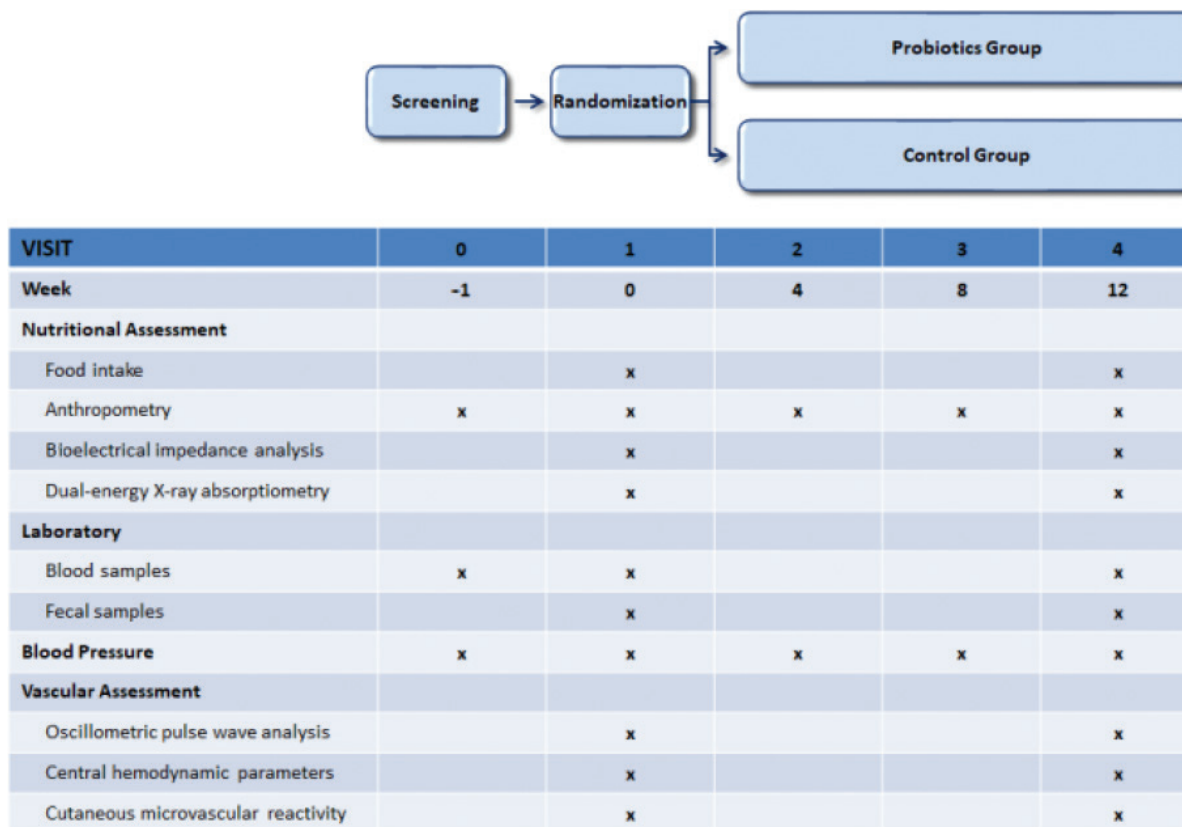 Probiotics Group
Screening
Randomization
Control Group
VISIT 0 1 2 3 4
Week -1 0 4 8 12
Nutritional Assessment
Food intake x x
Anthropometry x x x x x
Bioelectrical impedance analysis x x
Dual-energy X-ray absorptiometry x x
Laboratory
Blood samples x x x
Fecal samples x x
Blood Pressure x x x x x
Vascular Assessment
Oscillometric pulse wave analysis x x
Central hemodynamic parameters x x
Cutaneous microvascular reactivity x x